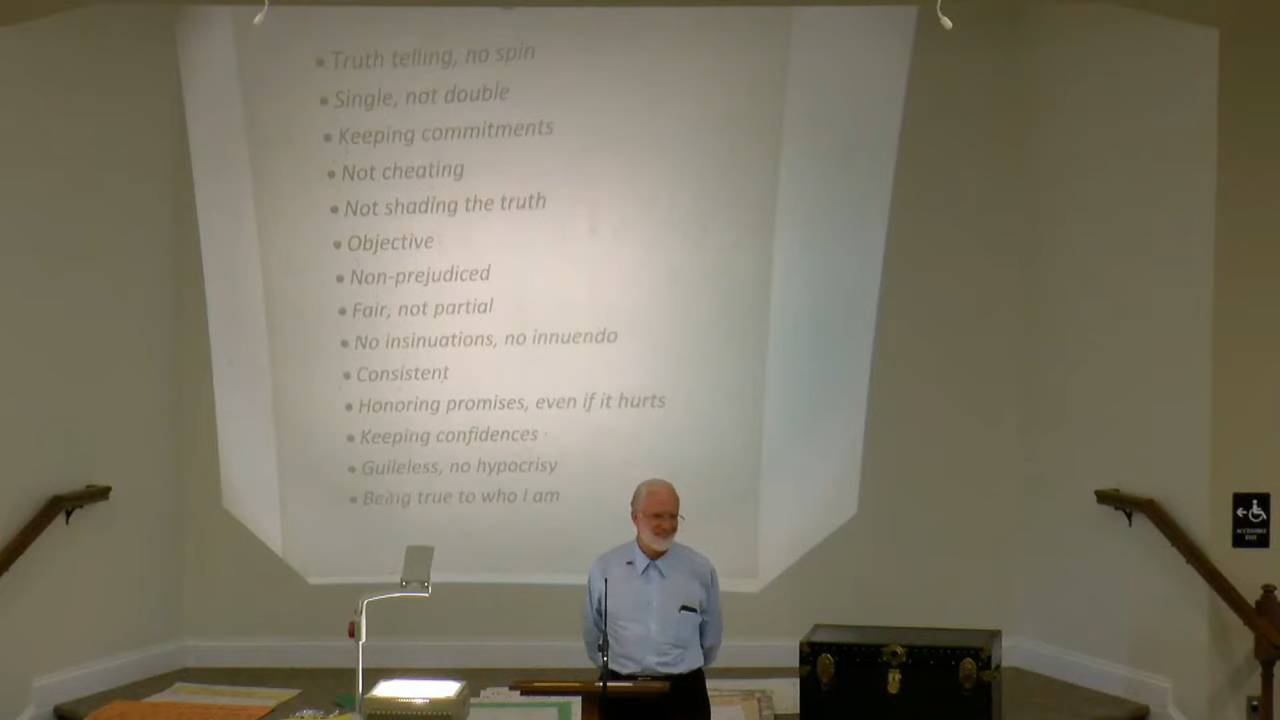 • Truth telling, no spin
• Single, not double
• Keeping commitments
• Not cheating
• Not shading the truth
• Objective
• Non-prejudiced
• Fair, not partial
• No insinuations, no innuendo
• Consistent
• Honoring promises, even if it hurts
• Keeping confidences
• Guileless, no hypocrisy
• Being true to who I am
ACCESSIBLE
EXIT